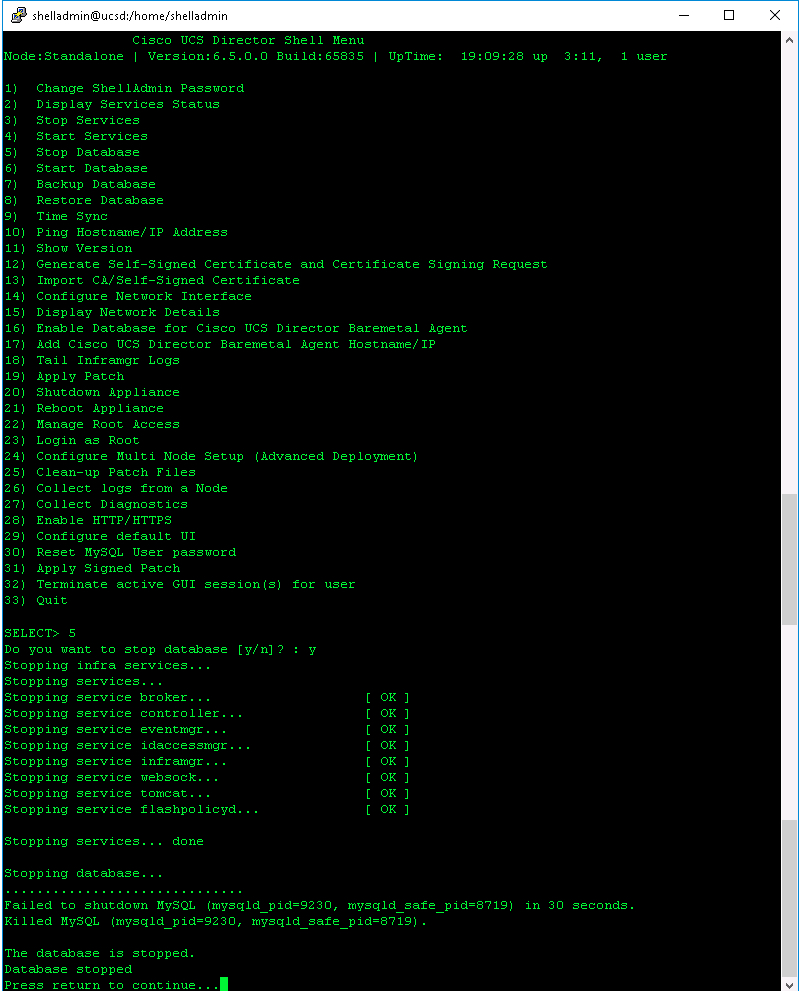 shelladmin@ucsd:/home/shelladmin
Cisco UCS Director Shell Menu
Node:Standalone | Version:6.5.0.0 Build:65835 | UpTime:  19:09:28 up  3:11,  1 user
1)  Change ShellAdmin Password
2)  Display Services Status
3)  Stop Services
4)  Start Services
5)  Stop Database
6)  Start Database
7)  Backup Database
8)  Restore Database
9)  Time Sync
10) Ping Hostname/IP Address
11) Show Version
12) Generate Self-Signed Certificate and Certificate Signing Request
13) Import CA/Self-Signed Certificate
14) Configure Network Interface
15) Display Network Details
16) Enable Database for Cisco UCS Director Baremetal Agent
17) Add Cisco UCS Director Baremetal Agent Hostname/IP
18) Tail Inframgr Logs
19) Apply Patch
20) Shutdown Appliance
21) Reboot Appliance
22) Manage Root Access
23) Login as Root
24) Configure Multi Node Setup (Advanced Deployment)
25) Clean-up Patch Files
26) Collect logs from a Node
27) Collect Diagnostics
28) Enable HTTP/HTTPS
29) Configure default UI
30) Reset MySQL User password
31) Apply Signed Patch
32) Terminate active GUI session(s) for user
33) Quit
SELECT> 5
Do you want to stop database [y/n]? : y
Stopping infra services...
Stopping services...
Stopping service broker...                   [ OK ]
Stopping service controller...               [ OK ]
Stopping service eventmgr...                 [ OK ]
Stopping service idaccessmgr...              [ OK ]
Stopping service inframgr...                 [ OK ]
Stopping service websock...                  [ OK ]
Stopping service tomcat...                   [ OK ]
Stopping service flashpolicyd...             [ OK ]
Stopping services... done
Stopping database...
..............................
Failed to shutdown MySQL (mysqld_pid=9230, mysqld_safe_pid=8719) in 30 seconds.
Killed MySQL (mysqld_pid=9230, mysqld_safe_pid=8719).
The database is stopped.
Database stopped
Press return to continue...